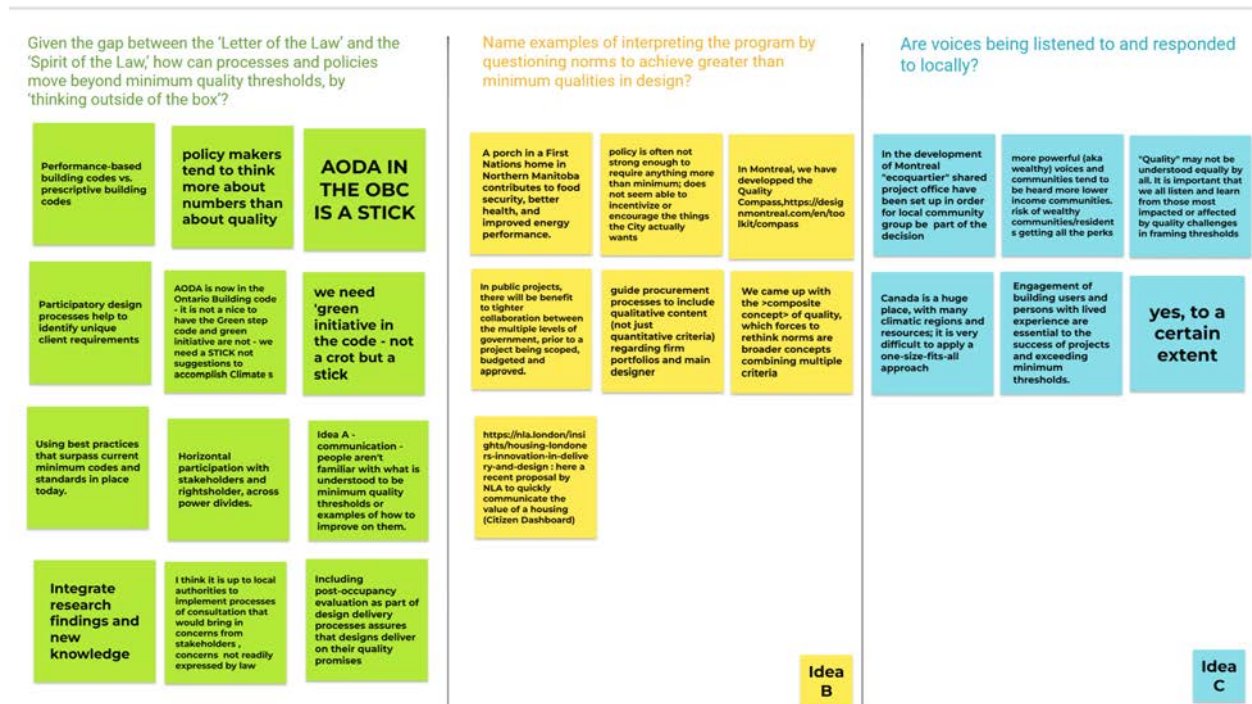 Given the gap between the ‘Letter of the Law’ and the
‘Spirit of the Law,’ how can processes and policies
move beyond minimum quality thresholds, by
‘thinking outside of the box’?
Performance-based
building codes vs.
prescriptive building
codes
policy makers
tend to think
more about
numbers than
about quality
AODA IN
THE OBC
IS A STICK
Participatory design
processes help to
identify unique
client requirements
AODA is now in the
Ontario Building code
- it is not a nice to
have the Green step
code and green
initiative are not - we
need a STICK not
suggestions to
accomplish Climate s
we need
'green
initiative in
the code - not
a crot but a
stick
Using best practices
that surpass current
minimum codes and
standards in place
today.
Horizontal
participation with
stakeholders and
rightsholder, across
power divides.
Idea A -
communication -
people aren't
familiar with what is
understood to be
minimum quality
thresholds or
examples of how to
improve on them.
Integrate
research
findings and
new
knowledge
I think it is up to local
authorities to
implement processes
of consultation that
would bring in
concerns from
stakeholders ,
concerns not readily
expressed by law
Including
post-occupancy
evaluation as part of
design delivery
processes assures
that designs deliver
on their quality
promises
Name examples of interpreting the program by
questioning norms to achieve greater than
minimum qualities in design?
A porch in a First
Nations home in
Northern Manitoba
contributes to food
security, better
health, and
improved energy
performance.
policy is often not
strong enough to
require anything more
than minimum; does
not seem able to
incentivize or
encourage the things
the City actually
wants
In Montreal, we have
developped the
Quality
Compass,https://desig
nmontreal.com/en/too
lkit/compass
In public projects,
there will be benefit
to tighter
collaboration between
the multiple levels of
government, prior to a
project being scoped,
budgeted and
approved.
guide procurement
processes to include
qualitative content
(not just
quantitative criteria)
regarding firm
portfolios and main
designer
We came up with
the >composite
concept> of quality,
which forces to
rethink norms are
broader concepts
combining multiple
criteria
https://nla.london/insi
ghts/housing-londone
rs-innovation-in-delive
ry-and-design : here a
recent proposal by
NLA to quickly
communicate the
value of a housing
(Citizen Dashboard)
Idea
B
Are voices being listened to and responded
to locally?
In the development
of Montreal
"ecoquartier" shared
project office have
been set up in order
for local community
group be part of the
decision
more powerful (aka
wealthy) voices and
communities tend to
be heard more lower
income communities.
risk of wealthy
communities/resident
s getting all the perks
"Quality" may not be
understood equally by
all. It is important that
we all listen and learn
from those most
impacted or affected
by quality challenges
in framing thresholds
Canada is a huge
place, with many
climatic regions and
resources; it is very
difficult to apply a
one-size-fits-all
approach
Engagement of
building users and
persons with lived
experience are
essential to the
success of projects
and exceeding
minimum
thresholds.
yes, to a
certain
extent
Idea
C